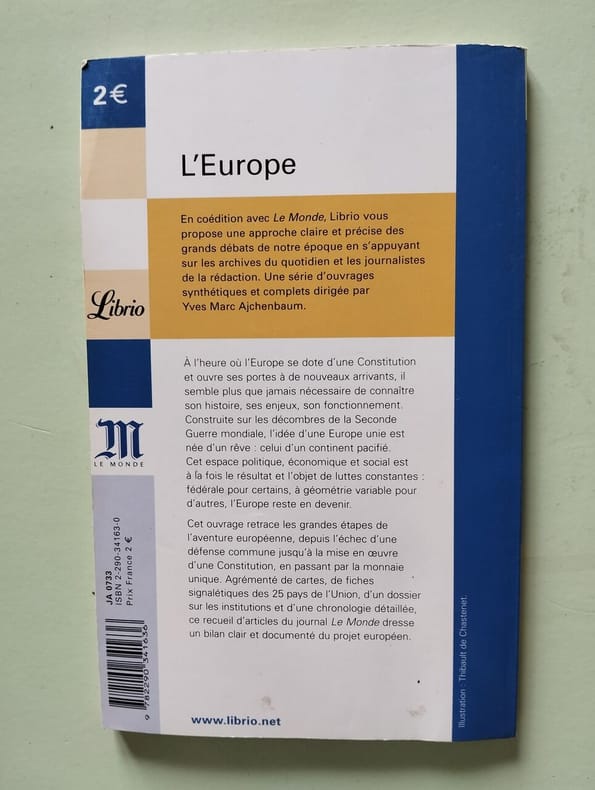 2€
L'Europe
En coédition avec Le Monde, Librio vous
propose une approche claire et précise des
grands débats de notre époque en s'appuyant
sur les archives du quotidien et les journalistes
de la rédaction. Une série d'ouvrages
synthétiques et complets dirigée par
Yves Marc Ajchenbaum.
Librio
À l'heure où l'Europe se dote d'une Constitution
et ouvre ses portes à de nouveaux arrivants, il
semble plus que jamais nécessaire de connaître
son histoire, ses enjeux, son fonctionnement.
Construite sur les décombres de la Seconde
Guerre mondiale, l'idée d'une Europe unie est
née d'un rêve : celui d'un continent pacifié.
Cet espace politique, économique et social est
à la fois le résultat et l'objet de luttes constantes :
fédérale pour certains, à géométrie variable pour
d'autres, l'Europe reste en devenir.
M
LE MONDE
Cet ouvrage retrace les grandes étapes de
l'aventure européenne, depuis l'échec d'une
défense commune jusqu'à la mise en œuvre
d'une Constitution, en passant par la monnaie
unique. Agrémenté de cartes, de fiches
signalétiques des 25 pays de l'Union, d'un dossier
sur les institutions et d'une chronologie détaillée,
ce recueil d'articles du journal Le Monde dresse
un bilan clair et documenté du projet européen.
JA 0733
ISBN 2-290-34163-0
Prix France 2 €
9 782290 341636
www.librio.net
Illustration : Thibault de Chastenet.